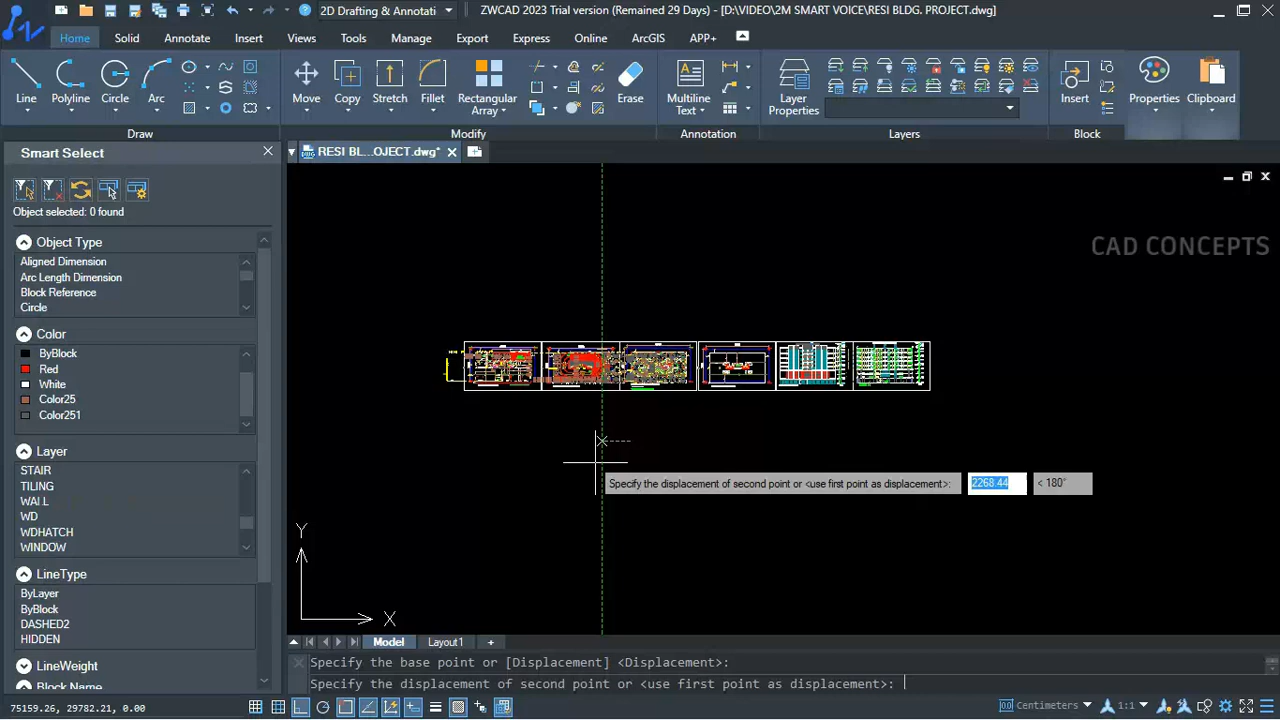 2D Drafting & Annotati
ZWCAD 2023 Trial version (Remained 29 Days) - [D:\VIDEO\2M SMART VOICE\RESI BLDG. PROJECT.dwg]
Home Solid Annotate Insert Views Tools Manage Export Express Online ArcGIS APP+
Line Polyline Circle Arc Move Copy Stretch Fillet Rectangular Array Erase Multiline Text Layer Properties Insert Properties Clipboard
Draw Modify Annotation Layers Block
Smart Select
RESI BL...OJECT.dwg*
Object selected: 0 found
CAD CONCEPTS
Object Type
Aligned Dimension
Arc Length Dimension
Block Reference
Circle
Color
ByBlock
Red
White
Color25
Color251
Layer
STAIR
TILING
WALL
WD
WDHATCH
WINDOW
LineType
ByLayer
ByBlock
DASHED2
HIDDEN
LineWeight
Block Name
Specify the displacement of second point or <use first point as displacement>: 2268.44 < 180°
Y
X
Model Layout1 +
Specify the base point or [Displacement] <Displacement>:
Specify the displacement of second point or <use first point as displacement>:
75159.26, 29782.21, 0.00
0.0 Centimeters 1:1